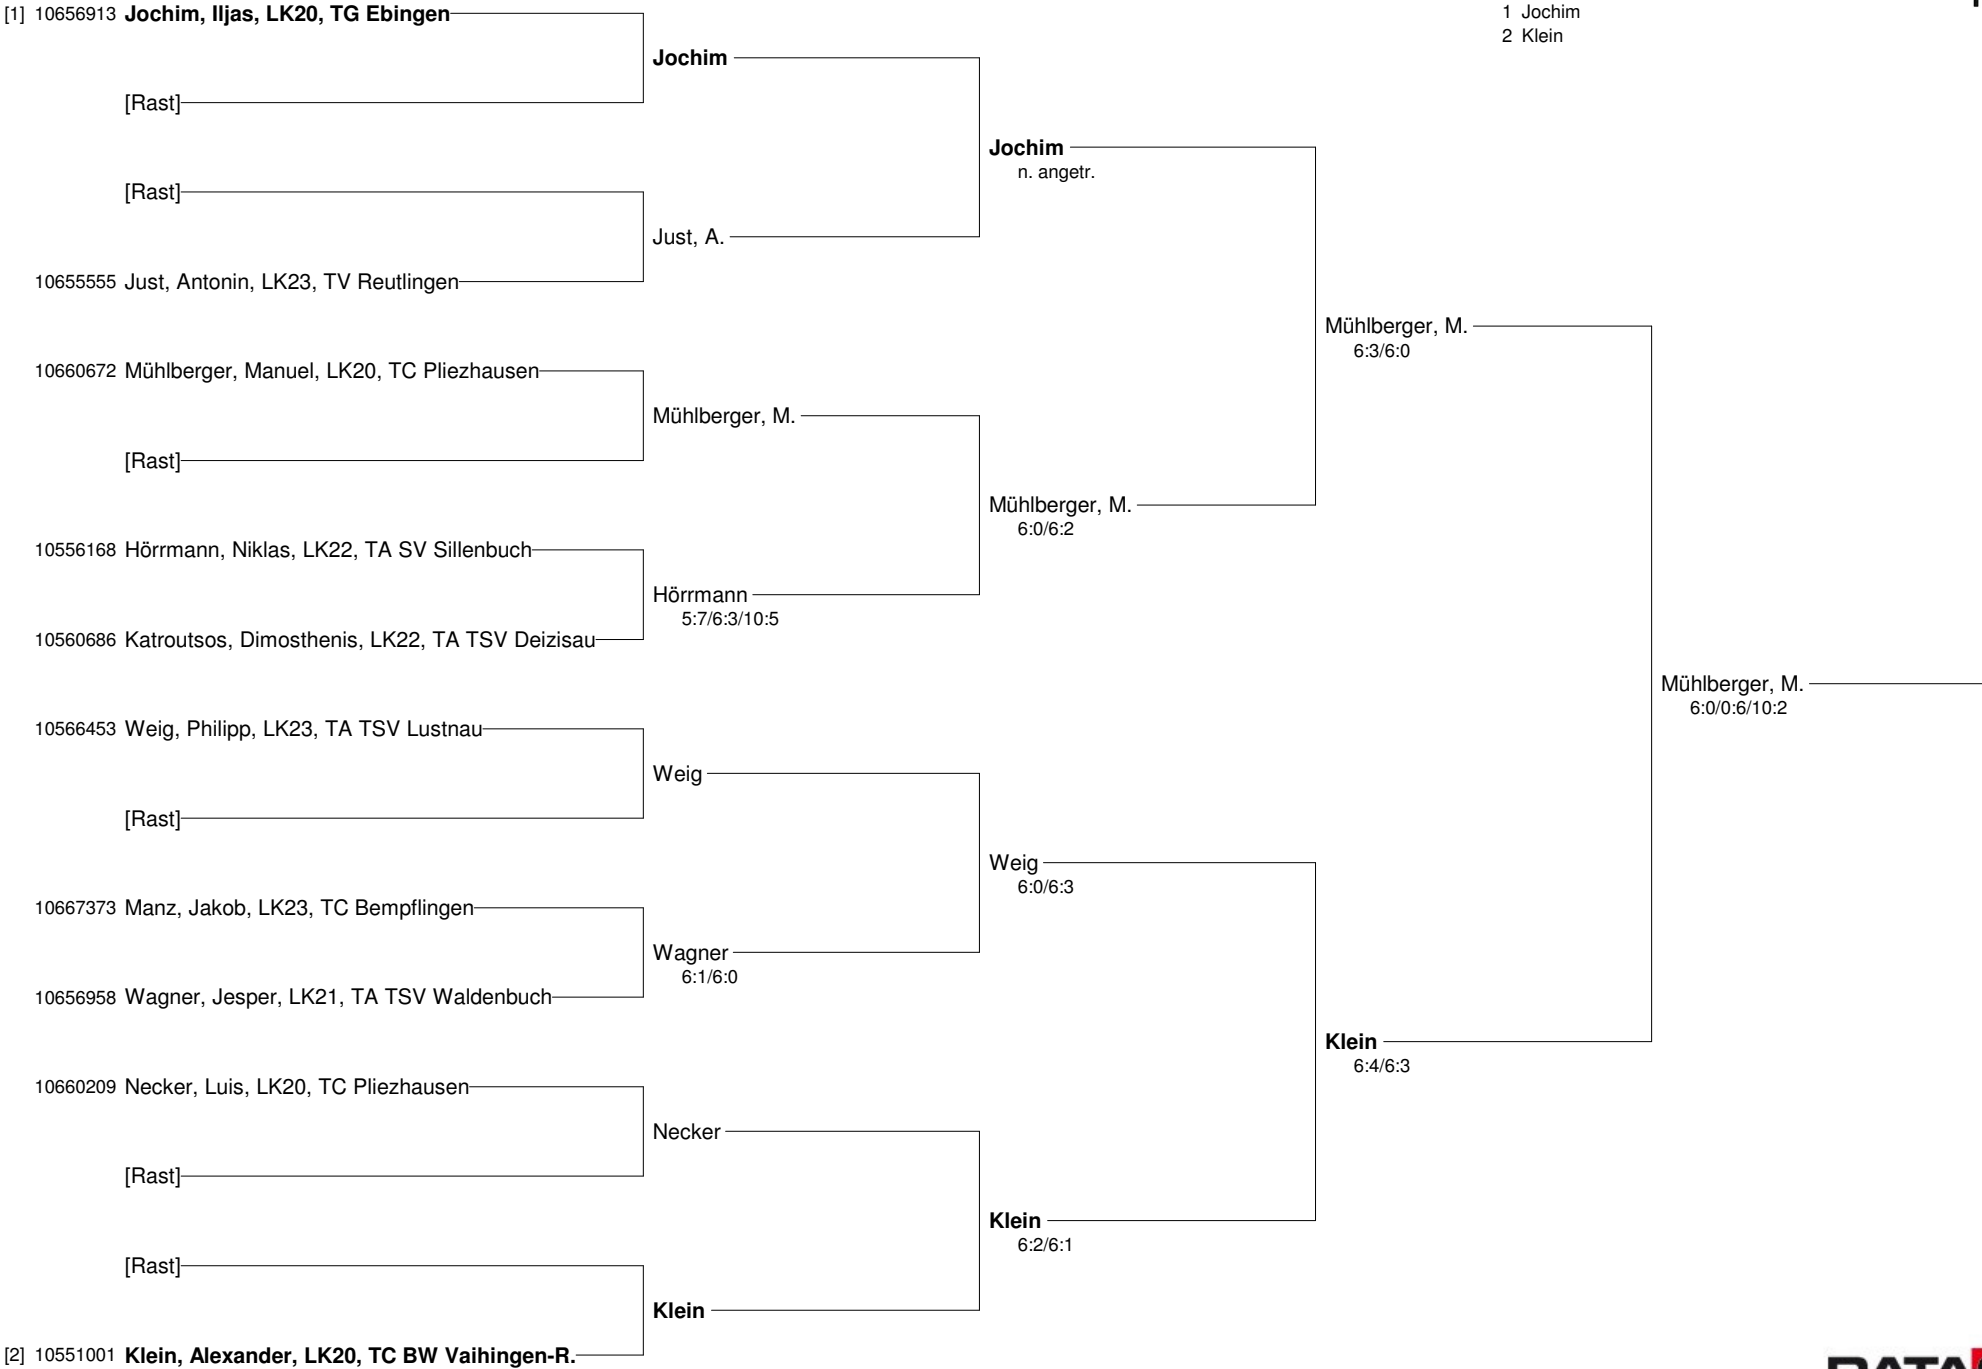 [1] 10656913 Jochim, Iljas, LK20, TG Ebingen
1 Jochim
2 Klein
Jochim
[Rast]
Jochim
n. angetr.
[Rast]
Just, A.
10655555 Just, Antonin, LK23, TV Reutlingen
Mühlberger, M.
6:3/6:0
10660672 Mühlberger, Manuel, LK20, TC Pliezhausen
Mühlberger, M.
[Rast]
Mühlberger, M.
6:0/6:2
10556168 Hörrmann, Niklas, LK22, TA SV Sillenbuch
Hörrmann
5:7/6:3/10:5
10560686 Katroutsos, Dimosthenis, LK22, TA TSV Deizisau
Mühlberger, M.
6:0/0:6/10:2
10566453 Weig, Philipp, LK23, TA TSV Lustnau
Weig
[Rast]
Weig
6:0/6:3
10667373 Manz, Jakob, LK23, TC Bempflingen
Wagner
6:1/6:0
10656958 Wagner, Jesper, LK21, TA TSV Waldenbuch
Klein
6:4/6:3
10660209 Necker, Luis, LK20, TC Pliezhausen
Necker
[Rast]
Klein
6:2/6:1
[Rast]
Klein
[2] 10551001 Klein, Alexander, LK20, TC BW Vaihingen-R.